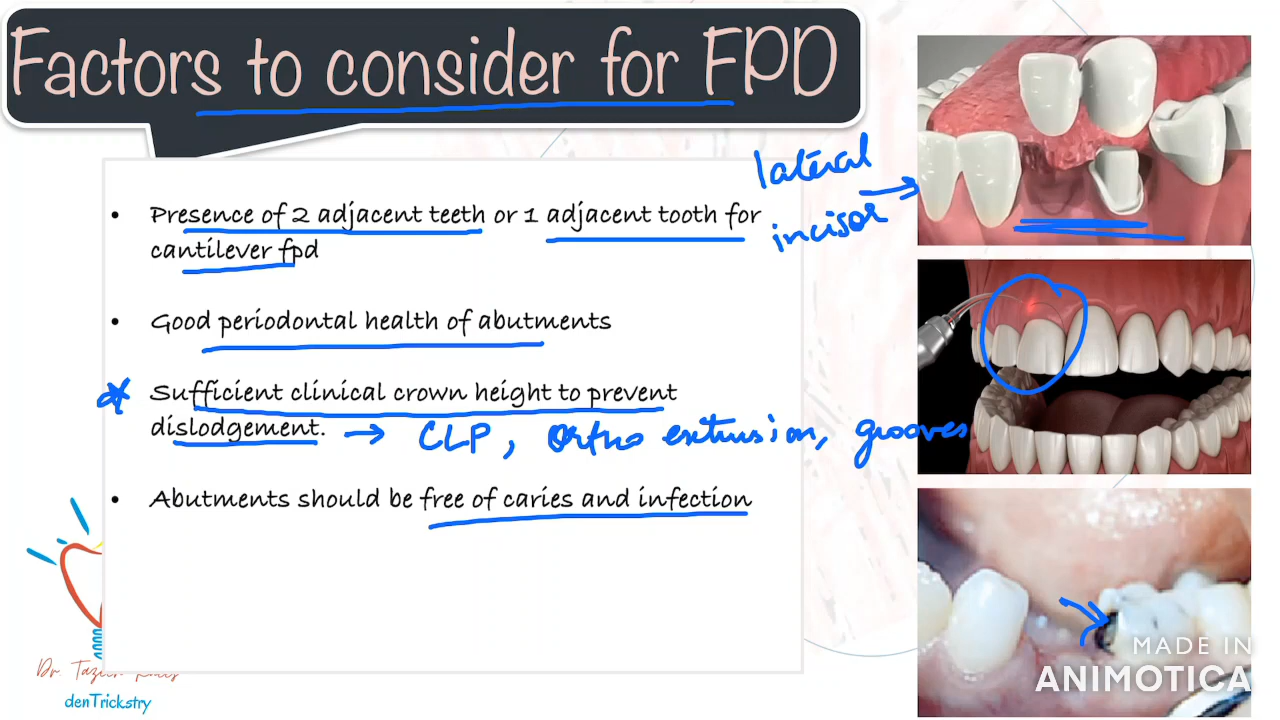 Factors to consider for FPD
lateral
incisor
• Presence of 2 adjacent teeth or 1 adjacent tooth for
cantilever fpd
• Good periodontal health of abutments
• Sufficient clinical crown height to prevent
dislodgement. → CLP, Ortho extrusion, grooves
• Abutments should be free of caries and infection
MADE IN
ANIMOTICA
Dr.
denTrickstry